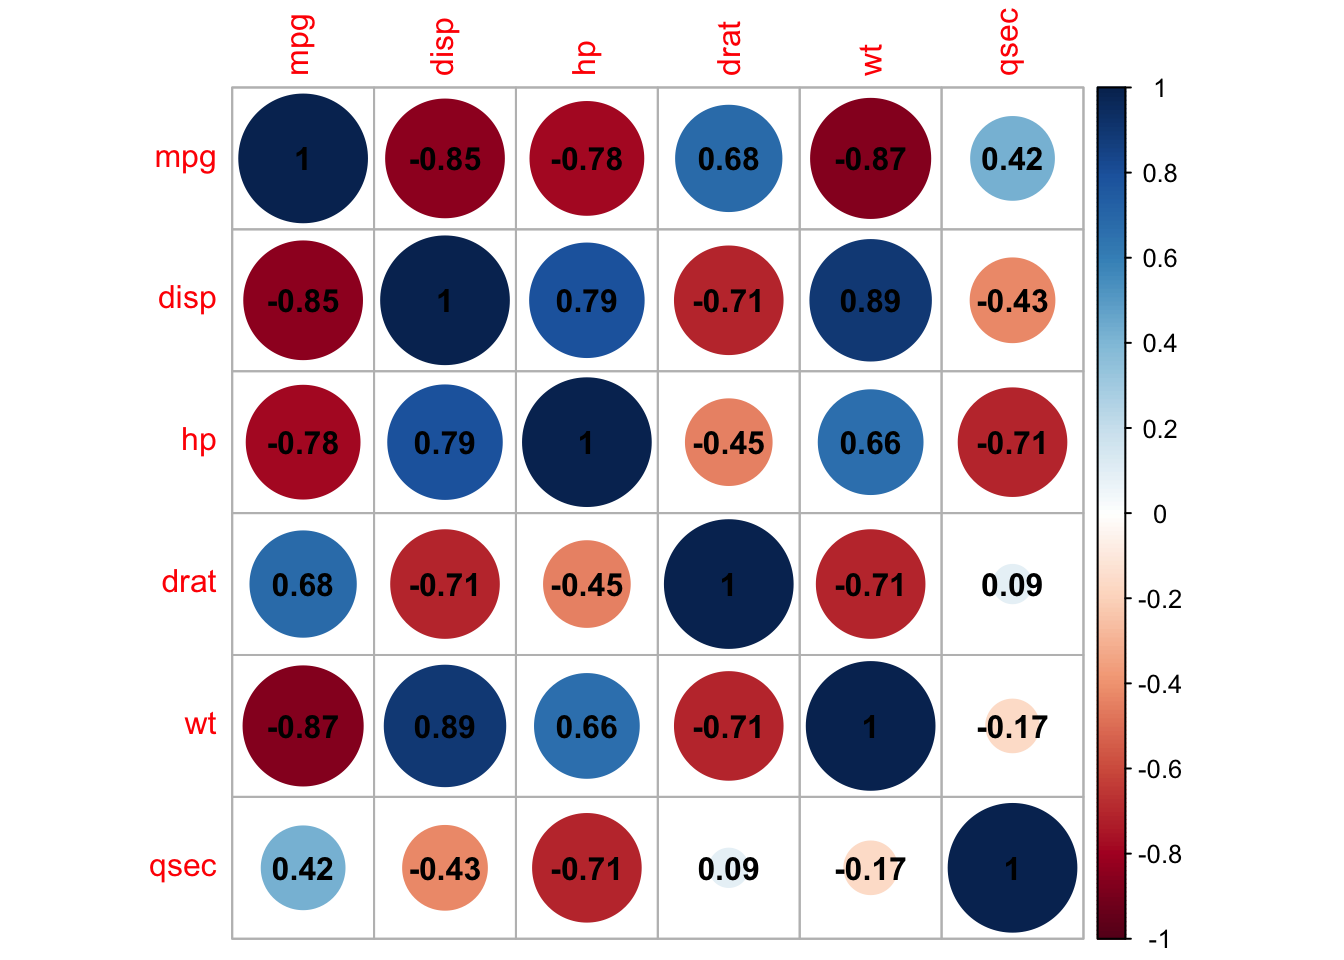 mpg disp hp drat wt qsec
mpg 1 -0.85 -0.78 0.68 -0.87 0.42
disp -0.85 1 0.79 -0.71 0.89 -0.43
hp -0.78 0.79 1 -0.45 0.66 -0.71
drat 0.68 -0.71 -0.45 1 -0.71 0.09
wt -0.87 0.89 0.66 -0.71 1 -0.17
qsec 0.42 -0.43 -0.71 0.09 -0.17 1
1
0.8
0.6
0.4
0.2
0
-0.2
-0.4
-0.6
-0.8
-1